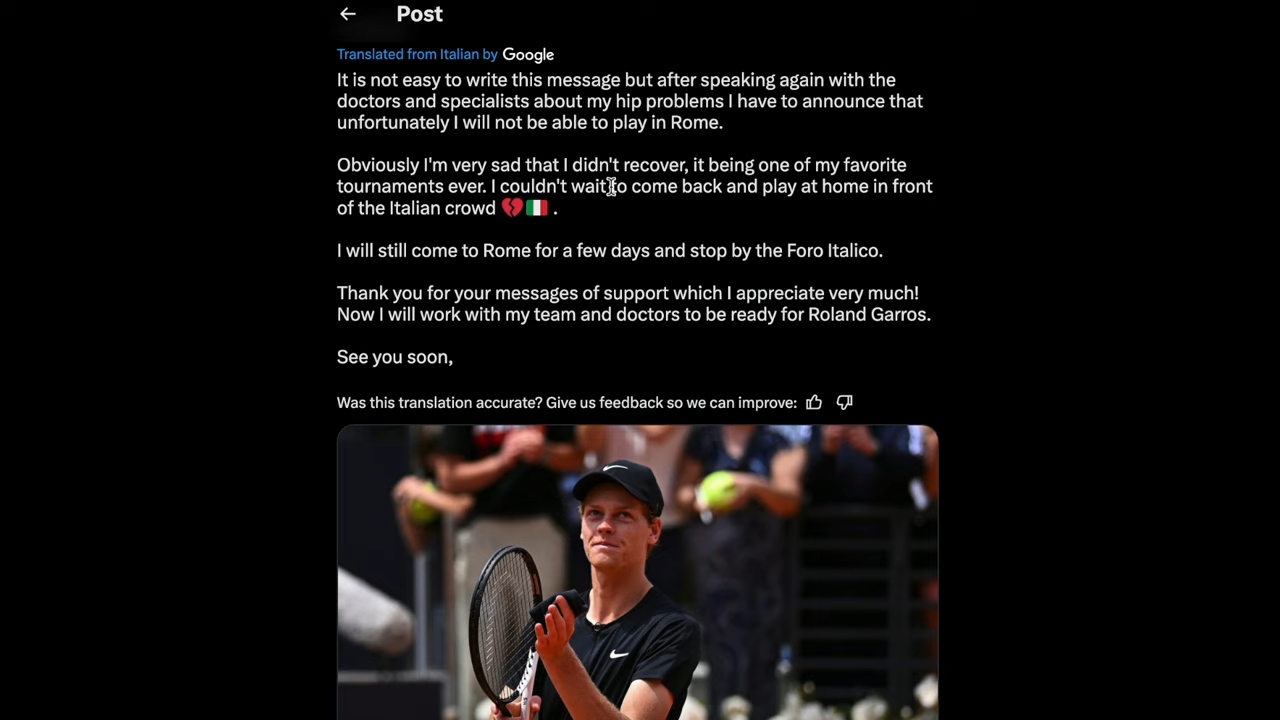 Post
Translated from Italian by Google
It is not easy to write this message but after speaking again with the
doctors and specialists about my hip problems I have to announce that
unfortunately I will not be able to play in Rome.
Obviously I'm very sad that I didn't recover, it being one of my favorite
tournaments ever. I couldn't wait to come back and play at home in front
of the Italian crowd 💔🇮🇹 .
I will still come to Rome for a few days and stop by the Foro Italico.
Thank you for your messages of support which I appreciate very much!
Now I will work with my team and doctors to be ready for Roland Garros.
See you soon,
Was this translation accurate? Give us feedback so we can improve: